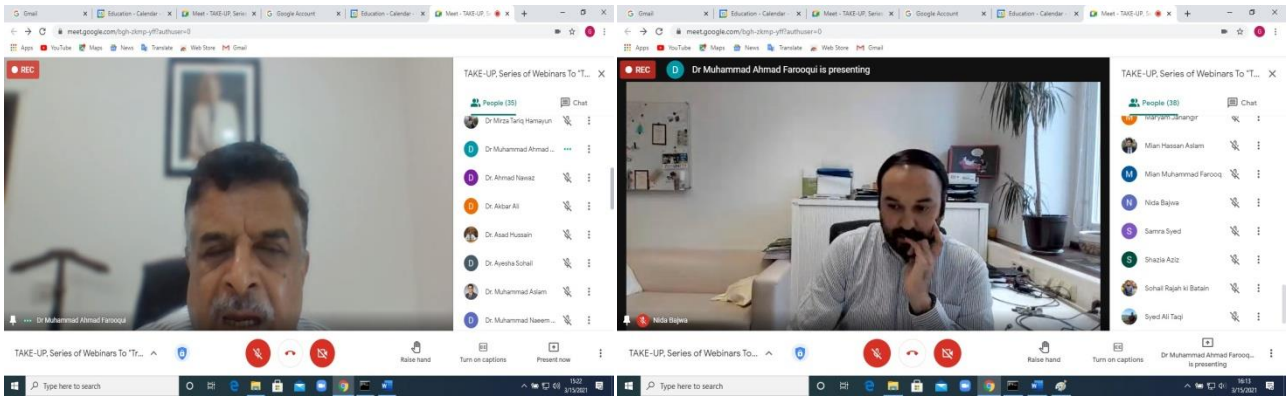 Gmail
Education - Calendar -
Meet - TAKE-UP, Series
Google Account
Education - Calendar -
Meet - TAKE-UP, S
meet.google.com/bgh-zkmp-yff?authuser=0
Apps YouTube Maps News Translate Web Store Gmail
REC
TAKE-UP, Series of Webinars To "T...
People (35) Chat
Dr Mirza Tariq Hamayun
Dr Muhammad Ahmad ...
Dr. Ahmad Nawaz
Dr. Akbar Ali
Dr. Asad Hussain
Dr. Ayesha Sohail
Dr. Muhammad Aslam
Dr. Muhammad Naeem...
Dr Muhammad Ahmad Farooqui
TAKE-UP, Series of Webinars To "Tr...
Raise hand
Turn on captions
Present now
Type here to search
15:22
3/15/2021
Gmail
Education - Calendar -
Meet - TAKE-UP, Series
Google Account
Education - Calendar -
Meet - TAKE-UP, S
meet.google.com/bgh-zkmp-yff?authuser=0
Apps YouTube Maps News Translate Web Store Gmail
REC
D Dr Muhammad Ahmad Farooqui is presenting
TAKE-UP, Series of Webinars To "T...
People (38) Chat
Maryam Jahangir
Mian Hassan Aslam
M Mian Muhammad Farooq
N Nida Bajwa
S Samra Syed
S Shazia Aziz
Sohail Rajah ki Batain
Syed Ali Taqi
Nida Bajwa
TAKE-UP, Series of Webinars To...
Raise hand
Turn on captions
Dr Muhammad Ahmad Farooq...
is presenting
Type here to search
16:13
3/15/2021